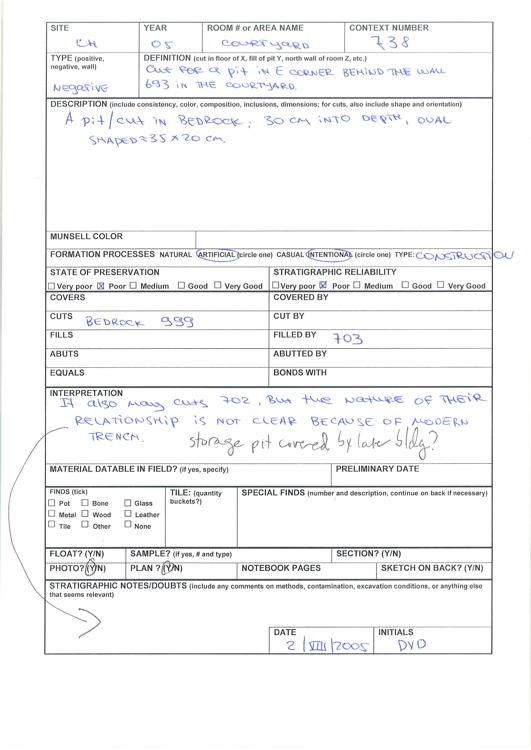 SITE YEAR ROOM # or AREA NAME CONTEXT NUMBER
CH 05 COURTYARD 738
TYPE (positive, negative, wall) DEFINITION (cut in floor of X, fill of pit Y, north wall of room Z, etc.)
NEGATIVE CUT FOR A PIT IN E CORNER BEHIND THE WALL
693 IN THE COURTYARD.
DESCRIPTION (include consistency, color, composition, inclusions, dimensions; for cuts, also include shape and orientation)
A pit/cut IN BEDROCK; 30 CM INTO DEPTH, OVAL
SHAPED ≈ 35 x 20 CM.
MUNSELL COLOR
FORMATION PROCESSES NATURAL ARTIFICIAL (circle one) CASUAL INTENTIONAL (circle one) TYPE: CONSTRUCTION
STATE OF PRESERVATION STRATIGRAPHIC RELIABILITY
☐ Very poor ☒ Poor ☐ Medium ☐ Good ☐ Very Good ☐ Very poor ☒ Poor ☐ Medium ☐ Good ☐ Very Good
COVERS COVERED BY
CUTS BEDROCK 999 CUT BY
FILLS FILLED BY 703
ABUTS ABUTTED BY
EQUALS BONDS WITH
INTERPRETATION
It also may cuts 702, But the NATURE OF THEIR
RELATIONSHIP IS NOT CLEAR BECAUSE OF MODERN
TRENCH. storage pit covered by later bldg?
MATERIAL DATABLE IN FIELD? (if yes, specify) PRELIMINARY DATE
FINDS (tick) TILE: (quantity buckets?) SPECIAL FINDS (number and description, continue on back if necessary)
☐ Pot ☐ Bone ☐ Glass
☐ Metal ☐ Wood ☐ Leather
☐ Tile ☐ Other ☐ None
FLOAT? (Y/N) SAMPLE? (if yes, # and type) SECTION? (Y/N)
PHOTO? (Y/N) PLAN ? (Y/N) NOTEBOOK PAGES SKETCH ON BACK? (Y/N)
STRATIGRAPHIC NOTES/DOUBTS (include any comments on methods, contamination, excavation conditions, or anything else
that seems relevant)
DATE INITIALS
2 / VIII / 2005 DVD